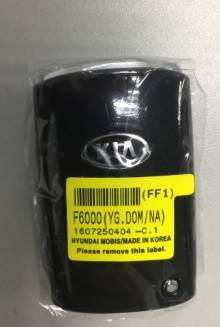 KIA
(FF1)
F6000(YG.DOM/NA)
1607250404 -C.1
HYUNDAI MOBIS/MADE IN KOREA
Please remove this label.